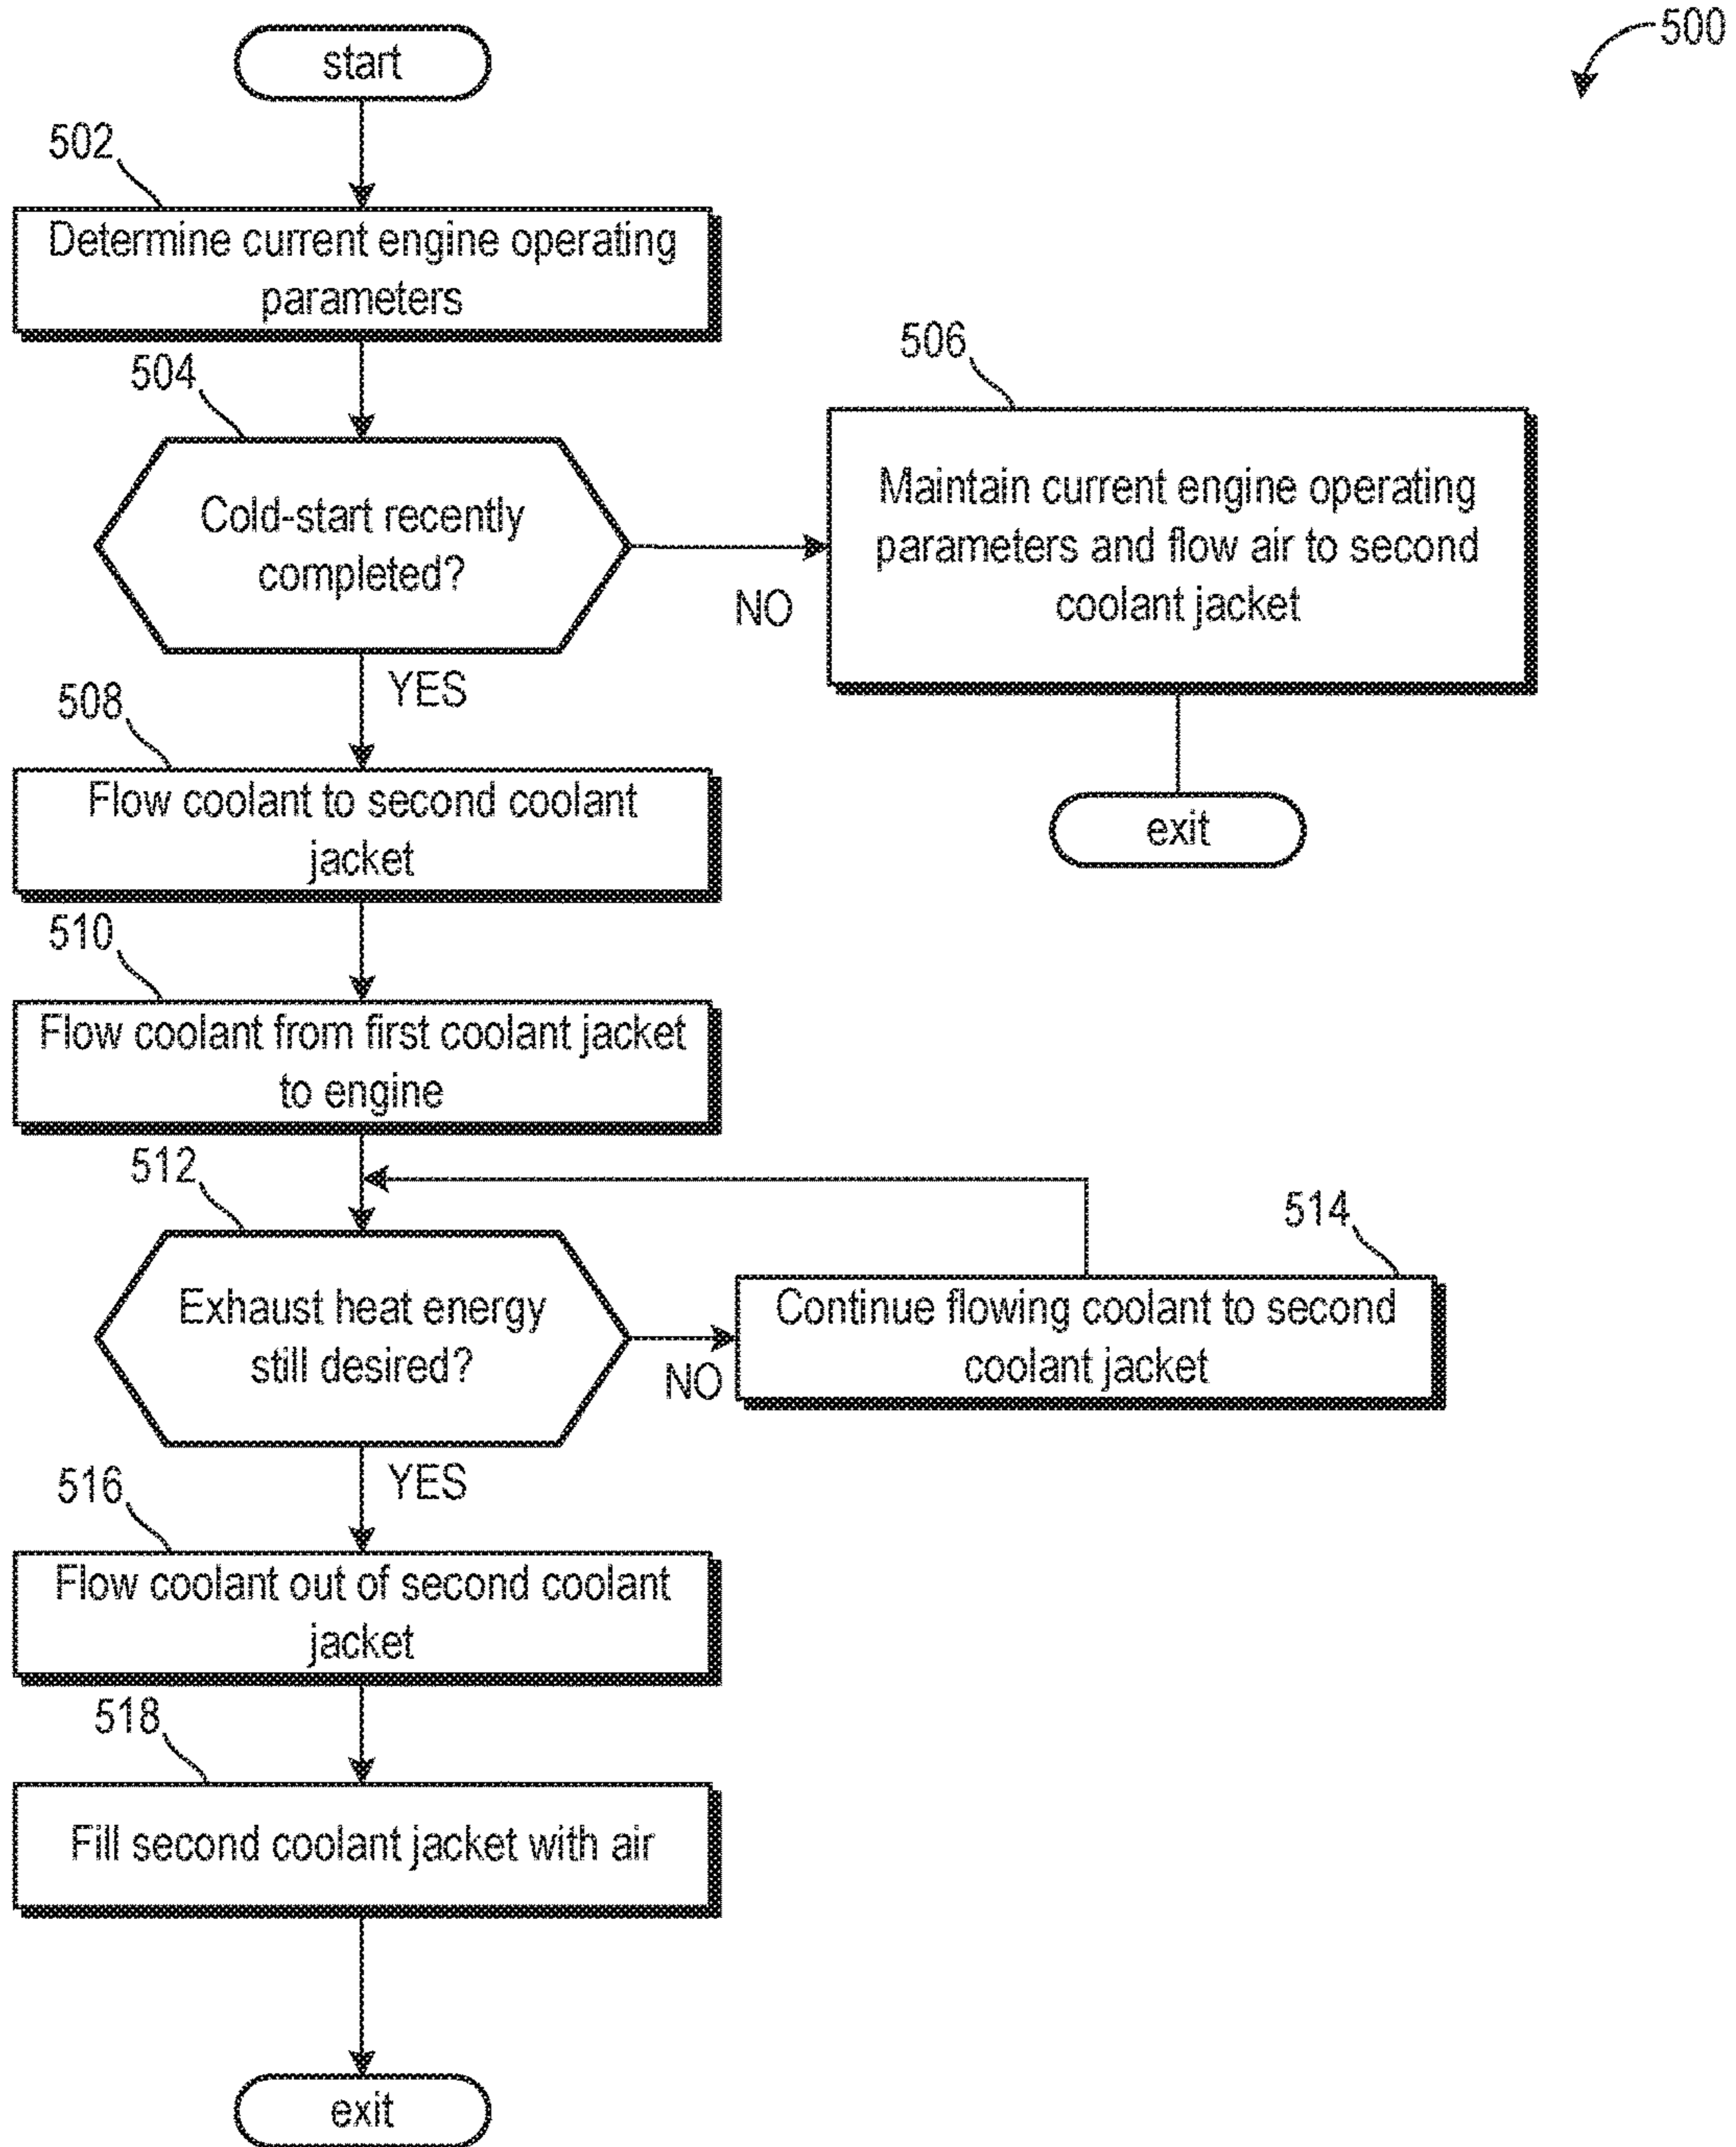 500
start
502
Determine current engine operating
parameters
504
Cold-start recently
completed?
NO
YES
506
Maintain current engine operating
parameters and flow air to second
coolant jacket
exit
508
Flow coolant to second coolant
jacket
510
Flow coolant from first coolant jacket
to engine
512
Exhaust heat energy
still desired?
NO
YES
514
Continue flowing coolant to second
coolant jacket
516
Flow coolant out of second coolant
jacket
518
Fill second coolant jacket with air
exit